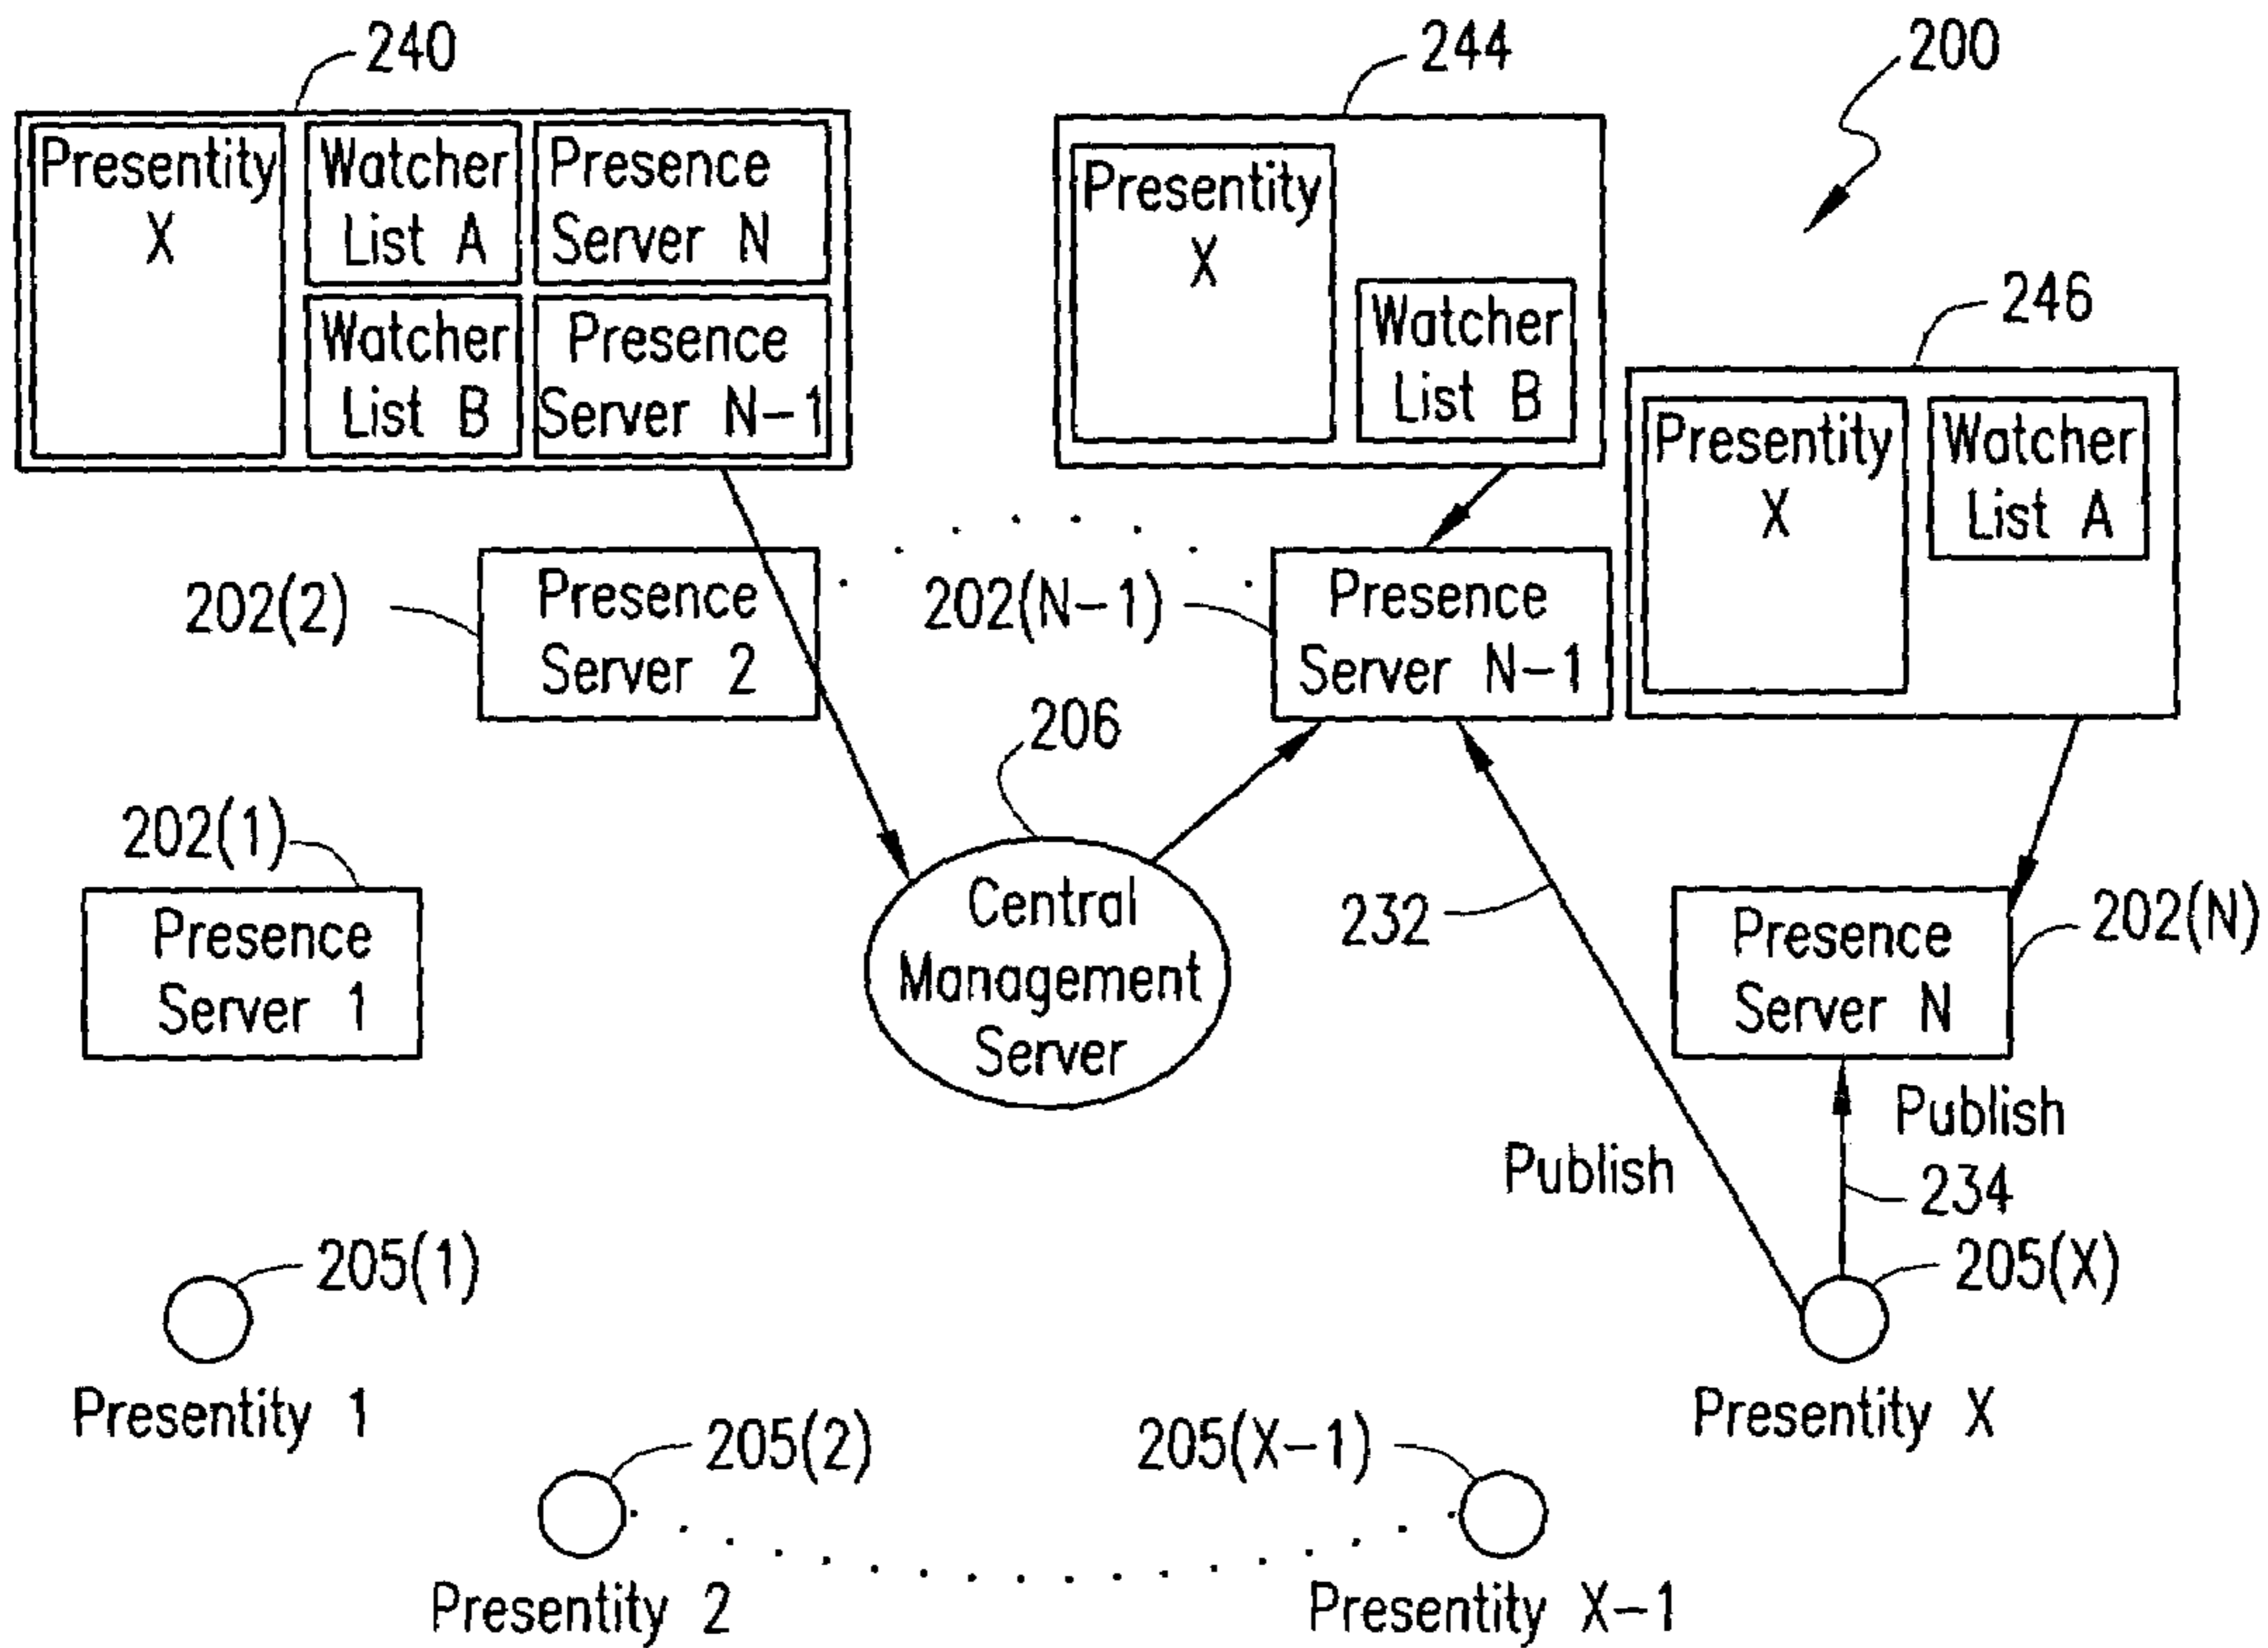 240
244
200
Presentity
X
Watcher
List A
Presence
Server N
Watcher
List B
Presence
Server N-1
Presentity
X
Watcher
List B
246
Presentity
X
Watcher
List A
202(2)
Presence
Server 2
202(N-1)
Presence
Server N-1
206
202(1)
Presence
Server 1
Central
Management
Server
232
Presence
Server N
202(N)
Publish
Publish
234
205(1)
205(X)
Presentity 1
Presentity X
205(2)
205(X-1)
Presentity 2
Presentity X-1